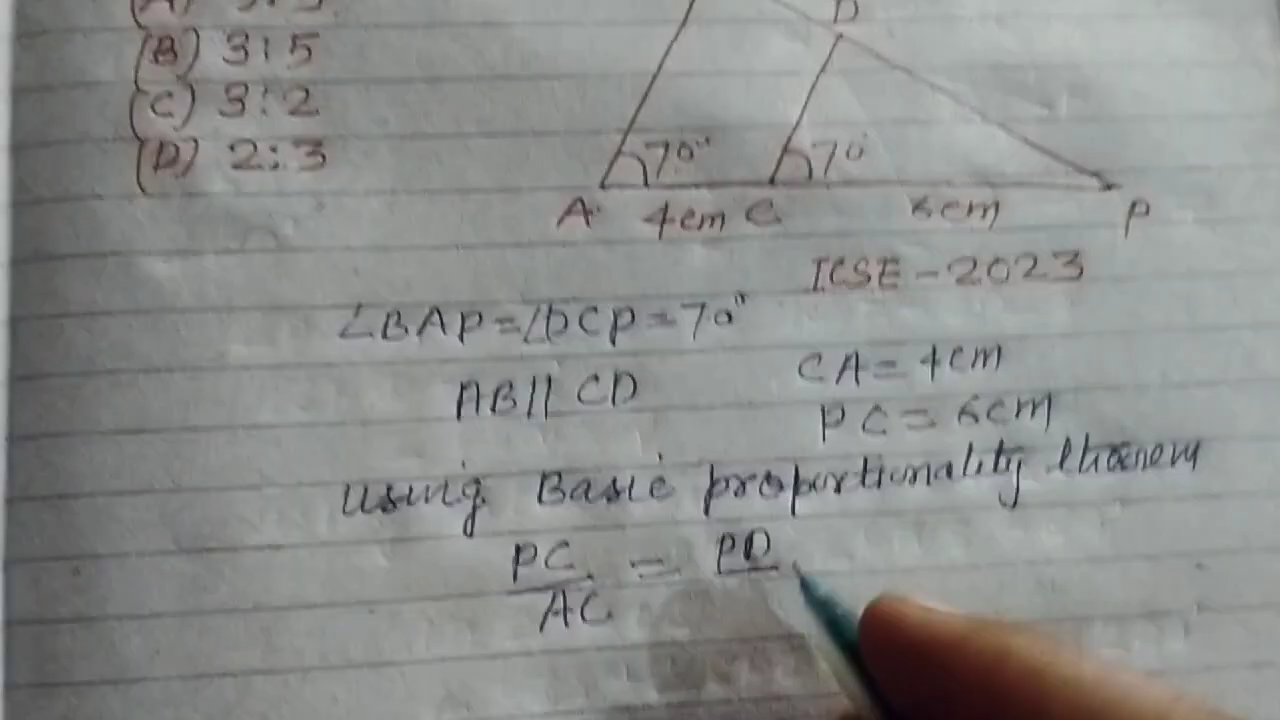 (B) 3:5
(C) 3:2
(D) 2:3
D
70°
70°
A 4cm C 6cm P
ICSE-2023
∠BAP=∠DCP=70°
CA=4cm
AB || CD
PC=6cm
using Basic proportionality theorem
PC/AC = PD